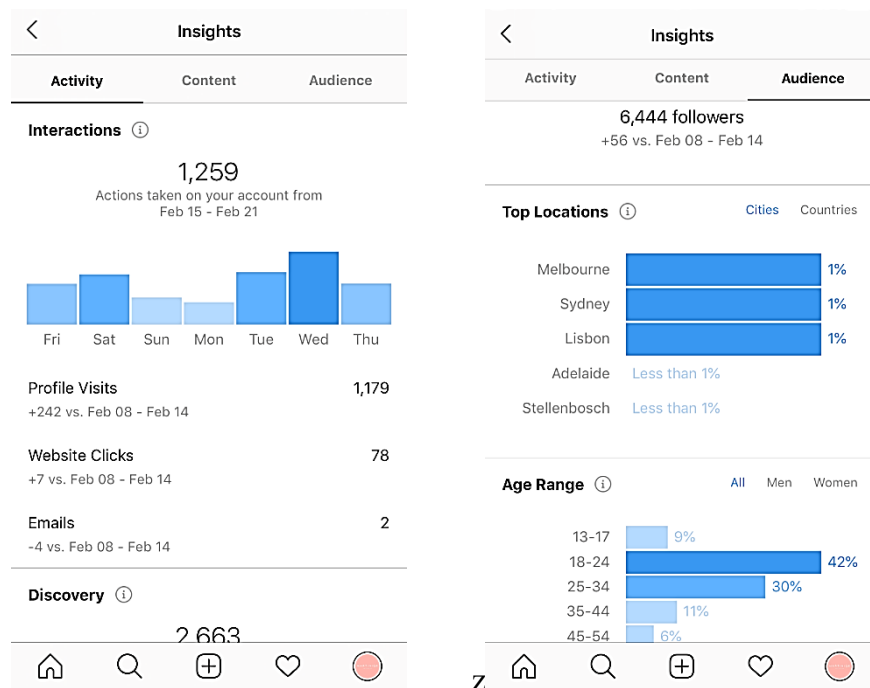 Insights
Activity Content Audience
Interactions
1,259
Actions taken on your account from
Feb 15 - Feb 21
Fri Sat Sun Mon Tue Wed Thu
Profile Visits 1,179
+242 vs. Feb 08 - Feb 14
Website Clicks 78
+7 vs. Feb 08 - Feb 14
Emails 2
-4 vs. Feb 08 - Feb 14
Discovery
2,663
Insights
Activity Content Audience
6,444 followers
+56 vs. Feb 08 - Feb 14
Top Locations Cities Countries
Melbourne 1%
Sydney 1%
Lisbon 1%
Adelaide Less than 1%
Stellenbosch Less than 1%
Age Range All Men Women
13-17 9%
18-24 42%
25-34 30%
35-44 11%
45-54 6%
z